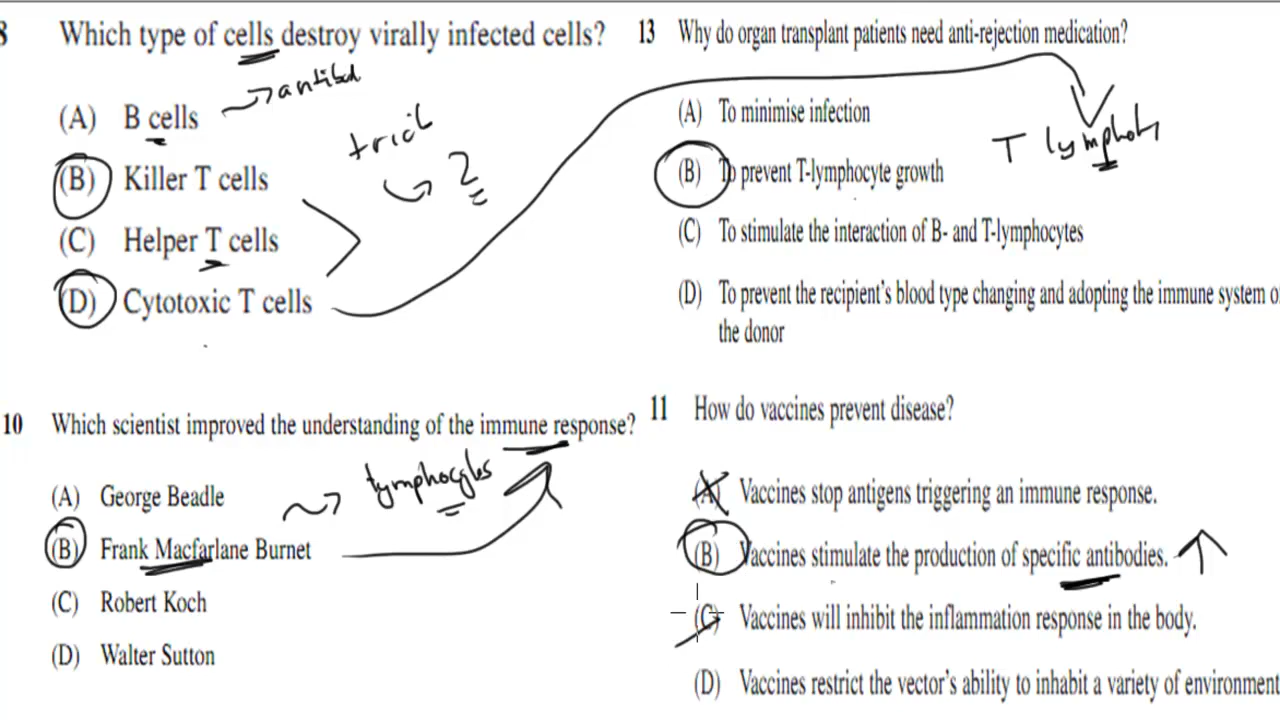 8 Which type of cells destroy virally infected cells?
(A) B cells
antibod
(B) Killer T cells
(C) Helper T cells
(D) Cytotoxic T cells
2
13 Why do organ transplant patients need anti-rejection medication?
(A) To minimise infection
(B) To prevent T-lymphocyte growth
T lymphoty
(C) To stimulate the interaction of B- and T-lymphocytes
(D) To prevent the recipient's blood type changing and adopting the immune system o
the donor
10 Which scientist improved the understanding of the immune response?
(A) George Beadle
lymphocytes
(B) Frank Macfarlane Burnet
(C) Robert Koch
(D) Walter Sutton
11 How do vaccines prevent disease?
(A) Vaccines stop antigens triggering an immune response.
(B) Vaccines stimulate the production of specific antibodies.
(C) Vaccines will inhibit the inflammation response in the body.
(D) Vaccines restrict the vector's ability to inhabit a variety of environment